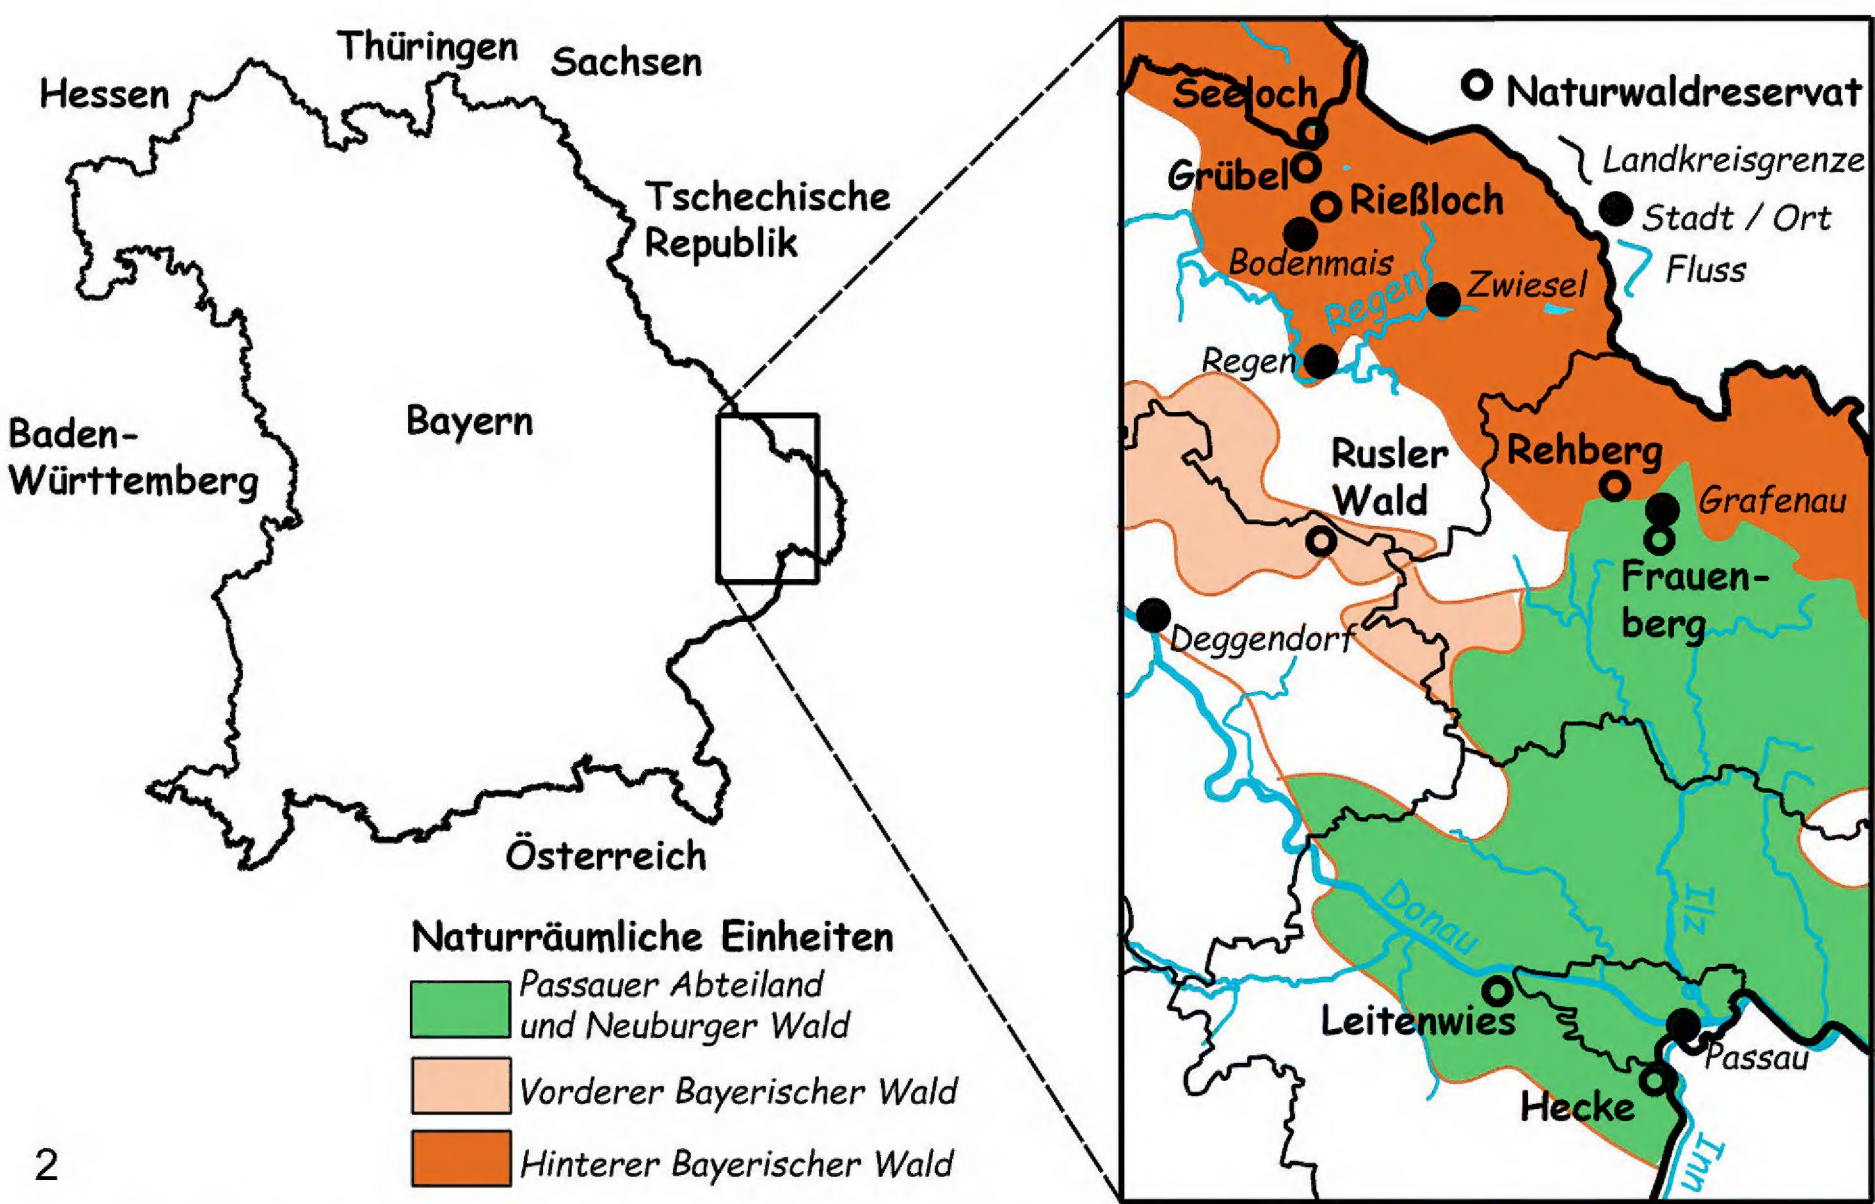 Thüringen
Sachsen
Hessen
Tschechische
Republik
Baden-
Württemberg
Bayern
Österreich
Naturräumliche Einheiten
Passauer Abteiland
und Neuburger Wald
Vorderer Bayerischer Wald
Hinterer Bayerischer Wald
2
Naturwaldreservat
Landkreisgrenze
Stadt / Ort
Fluss
Seeloch
Grübel
Rießloch
Bodenmais
Regen
Zwiesel
Regen
Rusler
Wald
Rehberg
Grafenau
Frauen-
berg
Deggendorf
Donau
Ilz
Leitenwies
Passau
Hecke
Inn